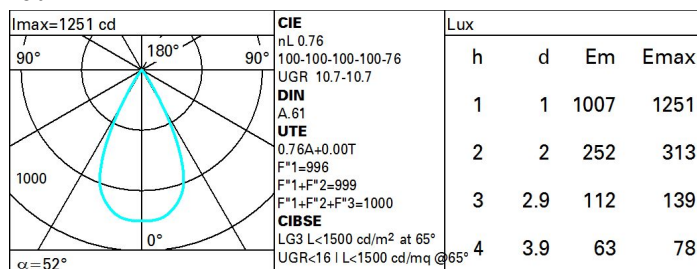 Imax=1251 cd
90° 180° 90°
1000
0°
α=52°
CIE
nL 0.76
100-100-100-100-76
UGR 10.7-10.7
DIN
A.61
UTE
0.76A+0.00T
F"1=996
F"1+F"2=999
F"1+F"2+F"3=1000
CIBSE
LG3 L<1500 cd/m² at 65°
UGR<16 | L<1500 cd/mq @65°
Lux
h d Em Emax
1 1 1007 1251
2 2 252 313
3 2.9 112 139
4 3.9 63 78